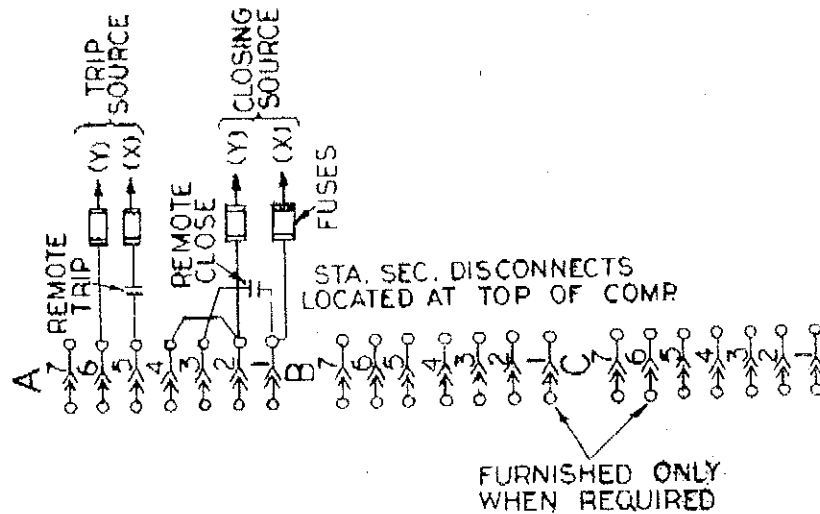 TRIP
SOURCE
(Y)
(X)
REMOTE
TRIP
CLOSING
SOURCE
(Y)
(X)
REMOTE
CLOSE
FUSES
STA. SEC. DISCONNECTS
LOCATED AT TOP OF COMP.
A
7
6
5
4
3
2
1
B
7
6
5
4
3
2
1
C
7
6
5
4
3
2
1
FURNISHED ONLY
WHEN REQUIRED